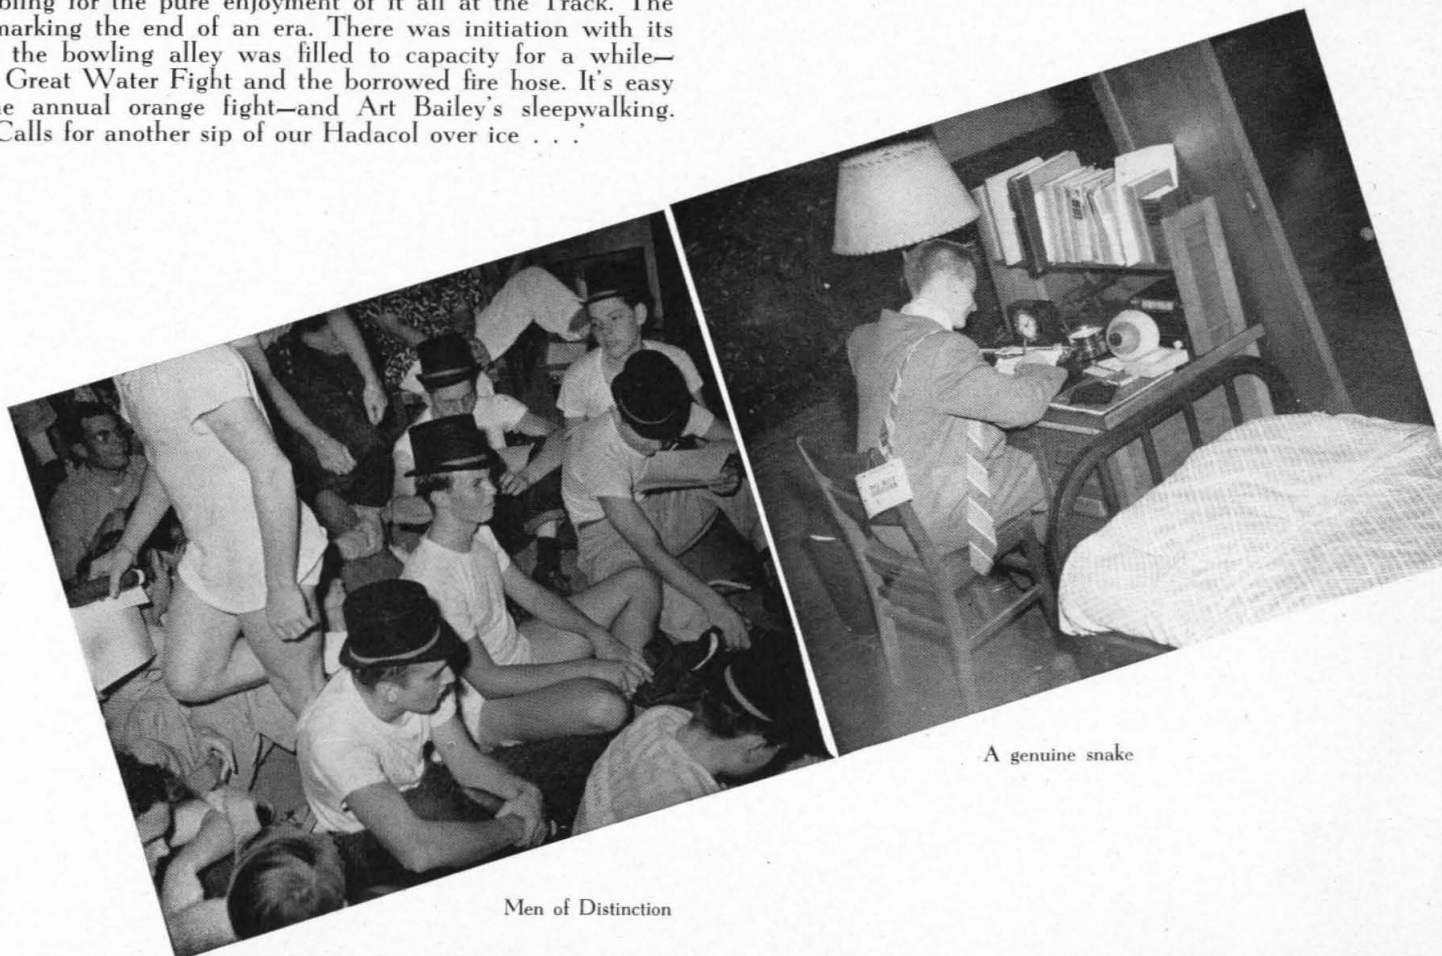 bling for the pure enjoyment of it all at the Track. The
marking the end of an era. There was initiation with its
the bowling alley was filled to capacity for a while—
Great Water Fight and the borrowed fire hose. It's easy
e annual orange fight—and Art Bailey's sleepwalking.
Calls for another sip of our Hadacol over ice . . .'
A genuine snake
Men of Distinction